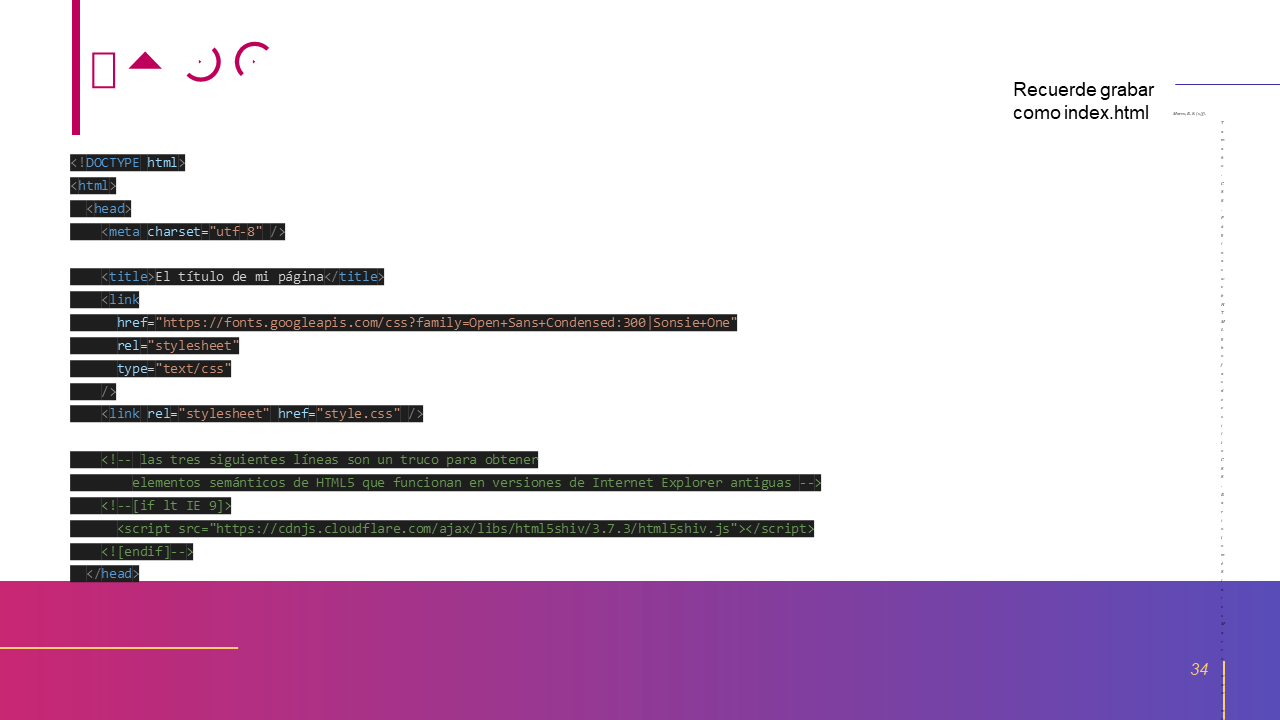 Recuerde grabar
como index.html
<!DOCTYPE html>
<html>
  <head>
    <meta charset="utf-8" />
    <title>El título de mi página</title>
    <link
      href="https://fonts.googleapis.com/css?family=Open+Sans+Condensed:300|Sonsie+One"
      rel="stylesheet"
      type="text/css"
    />
    <link rel="stylesheet" href="style.css" />
    <!-- las tres siguientes líneas son un truco para obtener
        elementos semánticos de HTML5 que funcionan en versiones de Internet Explorer antiguas -->
    <!--[if lt IE 9]>
      <script src="https://cdnjs.cloudflare.com/ajax/libs/html5shiv/3.7.3/html5shiv.js"></script>
    <![endif]-->
  </head>
34